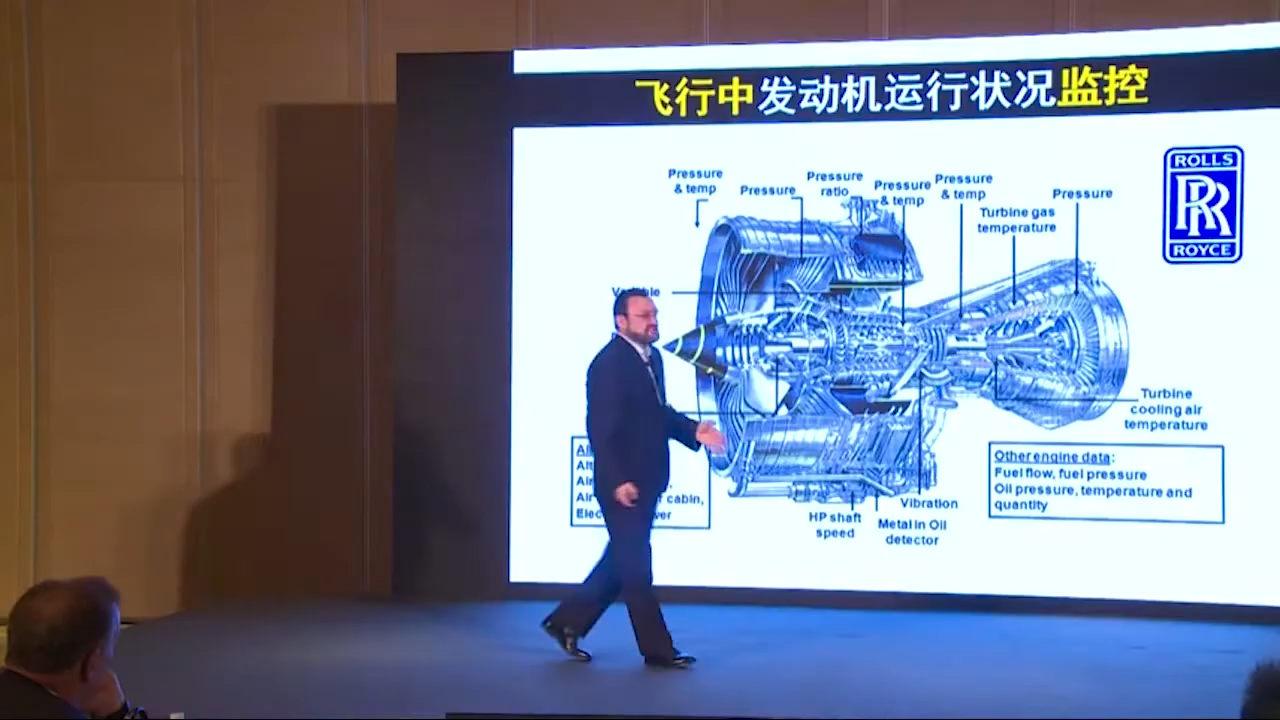 飞行中发动机运行状况监控
ROLLS
RR
ROYCE
Pressure
& temp
Pressure
Pressure
ratio
Pressure
& temp
Pressure
& temp
Turbine gas
temperature
Pressure
Turbine
cooling air
temperature
Other engine data:
Fuel flow, fuel pressure
Oil pressure, temperature and
quantity
cabin,
Vibration
HP shaft
speed
Metal in Oil
detector